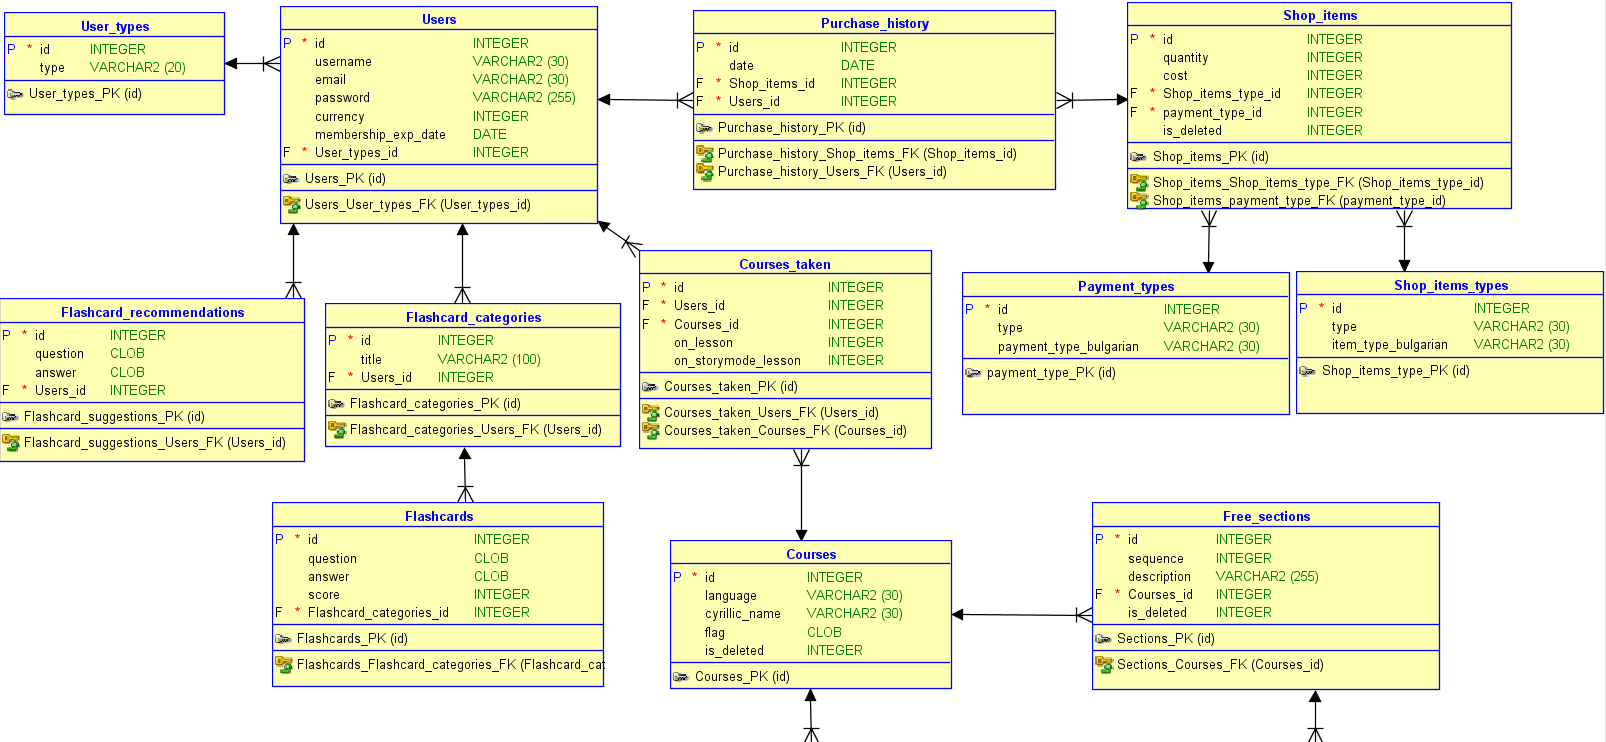 User_types
P * id INTEGER
type VARCHAR2 (20)
User_types_PK (id)
Users
P * id INTEGER
username VARCHAR2 (30)
email VARCHAR2 (30)
password VARCHAR2 (255)
currency INTEGER
membership_exp_date DATE
F * User_types_id INTEGER
Users_PK (id)
Users_User_types_FK (User_types_id)
Purchase_history
P * id INTEGER
date DATE
F * Shop_items_id INTEGER
F * Users_id INTEGER
Purchase_history_PK (id)
Purchase_history_Shop_items_FK (Shop_items_id)
Purchase_history_Users_FK (Users_id)
Shop_items
P * id INTEGER
quantity INTEGER
cost INTEGER
F * Shop_items_type_id INTEGER
F * payment_type_id INTEGER
is_deleted INTEGER
Shop_items_PK (id)
Shop_items_Shop_items_type_FK (Shop_items_type_id)
Shop_items_payment_type_FK (payment_type_id)
Flashcard_recommendations
P * id INTEGER
question CLOB
answer CLOB
F * Users_id INTEGER
Flashcard_suggestions_PK (id)
Flashcard_suggestions_Users_FK (Users_id)
Flashcard_categories
P * id INTEGER
title VARCHAR2 (100)
F * Users_id INTEGER
Flashcard_categories_PK (id)
Flashcard_categories_Users_FK (Users_id)
Courses_taken
P * id INTEGER
F * Users_id INTEGER
F * Courses_id INTEGER
on_lesson INTEGER
on_storymode_lesson INTEGER
Courses_taken_PK (id)
Courses_taken_Users_FK (Users_id)
Courses_taken_Courses_FK (Courses_id)
Payment_types
P * id INTEGER
type VARCHAR2 (30)
payment_type_bulgarian VARCHAR2 (30)
payment_type_PK (id)
Shop_items_types
P * id INTEGER
type VARCHAR2 (30)
item_type_bulgarian VARCHAR2 (30)
Shop_items_type_PK (id)
Flashcards
P * id INTEGER
question CLOB
answer CLOB
score INTEGER
F * Flashcard_categories_id INTEGER
Flashcards_PK (id)
Flashcards_Flashcard_categories_FK (Flashcard_cat
Courses
P * id INTEGER
language VARCHAR2 (30)
cyrillic_name VARCHAR2 (30)
flag CLOB
is_deleted INTEGER
Courses_PK (id)
Free_sections
P * id INTEGER
sequence INTEGER
description VARCHAR2 (255)
F * Courses_id INTEGER
is_deleted INTEGER
Sections_PK (id)
Sections_Courses_FK (Courses_id)